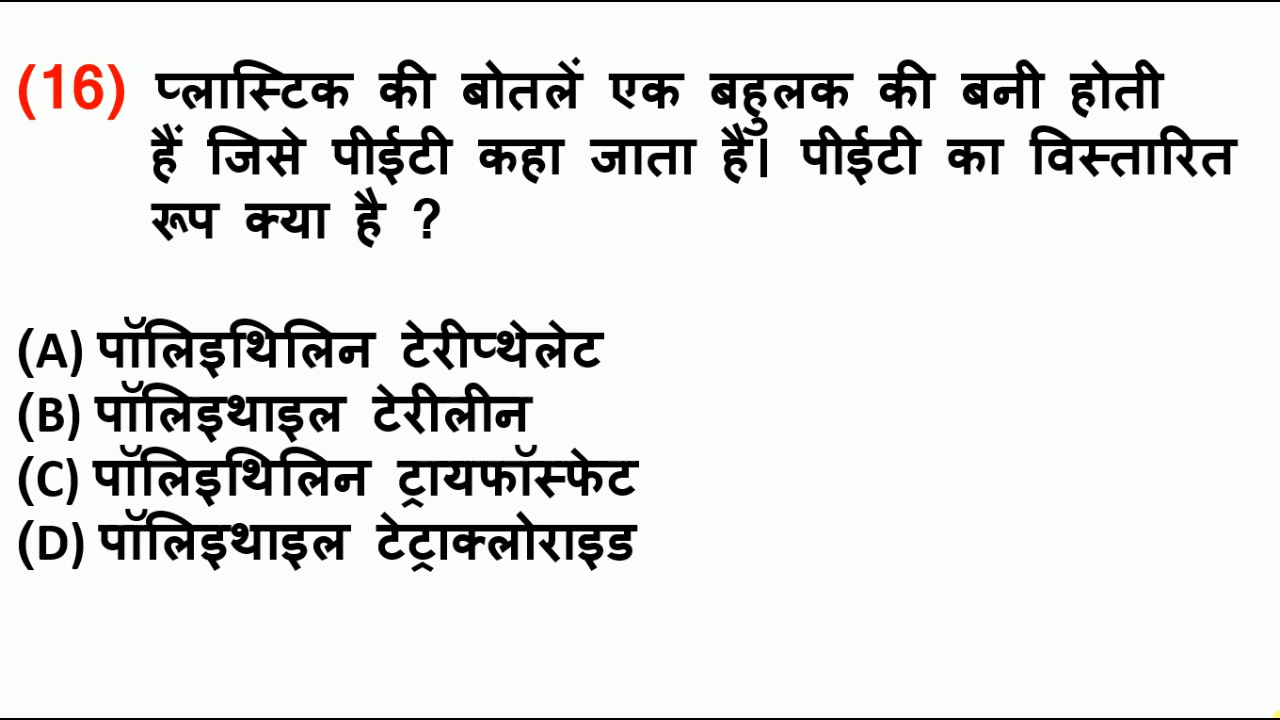 (16) प्लास्टिक की बोतलें एक बहुलक की बनी होती
हैं जिसे पीईटी कहा जाता है। पीईटी का विस्तारित
रूप क्या है ?
(A) पॉलिइथिलिन टेरीप्थेलेट
(B) पॉलिइथाइल टेरीलीन
(C) पॉलिइथिलिन ट्रायफॉस्फेट
(D) पॉलिइथाइल टेट्राक्लोराइड